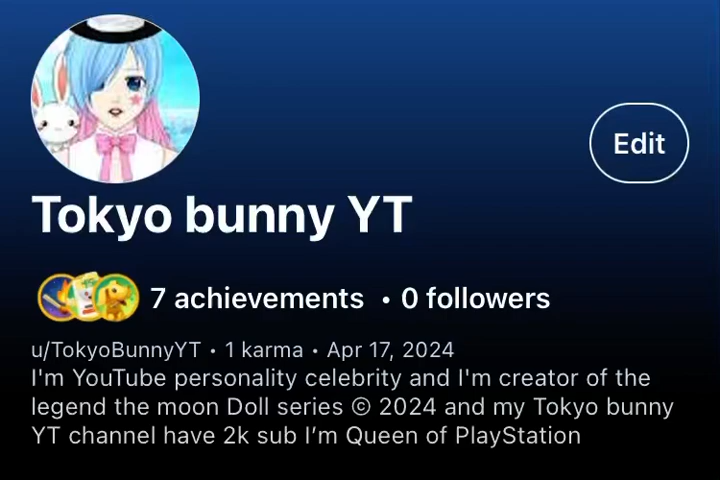 Edit
Tokyo bunny YT
7 achievements • 0 followers
u/TokyoBunnyYT • 1 karma • Apr 17, 2024
I'm YouTube personality celebrity and I'm creator of the
legend the moon Doll series © 2024 and my Tokyo bunny
YT channel have 2k sub I’m Queen of PlayStation